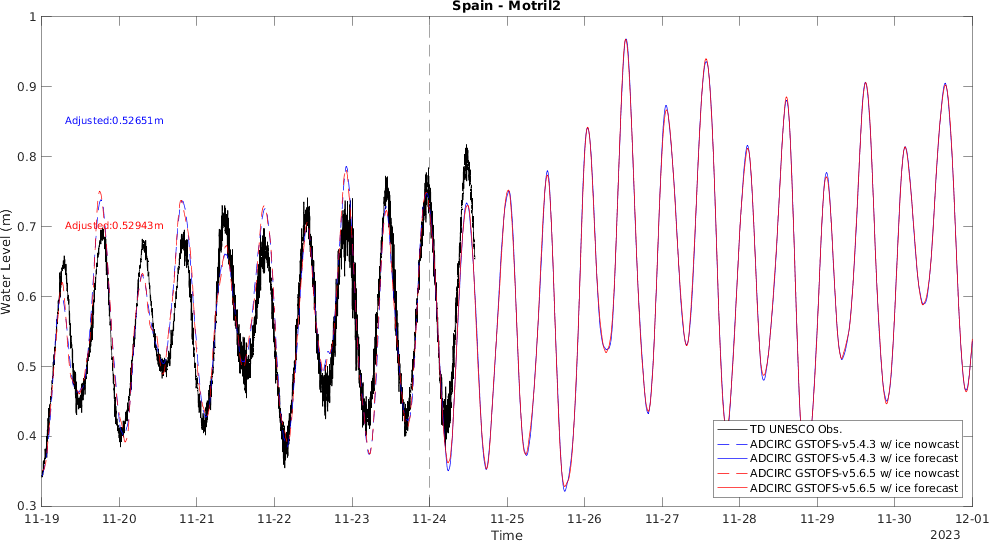 Spain - Motril2
1
0.9
0.8
0.7
0.6
0.5
0.4
0.3
Water Level (m)
Adjusted:0.52651m
Adjusted:0.52943m
TD UNESCO Obs.
ADCIRC GSTOFS-v5.4.3 w/ ice nowcast
ADCIRC GSTOFS-v5.4.3 w/ ice forecast
ADCIRC GSTOFS-v5.6.5 w/ ice nowcast
ADCIRC GSTOFS-v5.6.5 w/ ice forecast
11-19 11-20 11-21 11-22 11-23 11-24 11-25 11-26 11-27 11-28 11-29 11-30 12-01
Time
2023